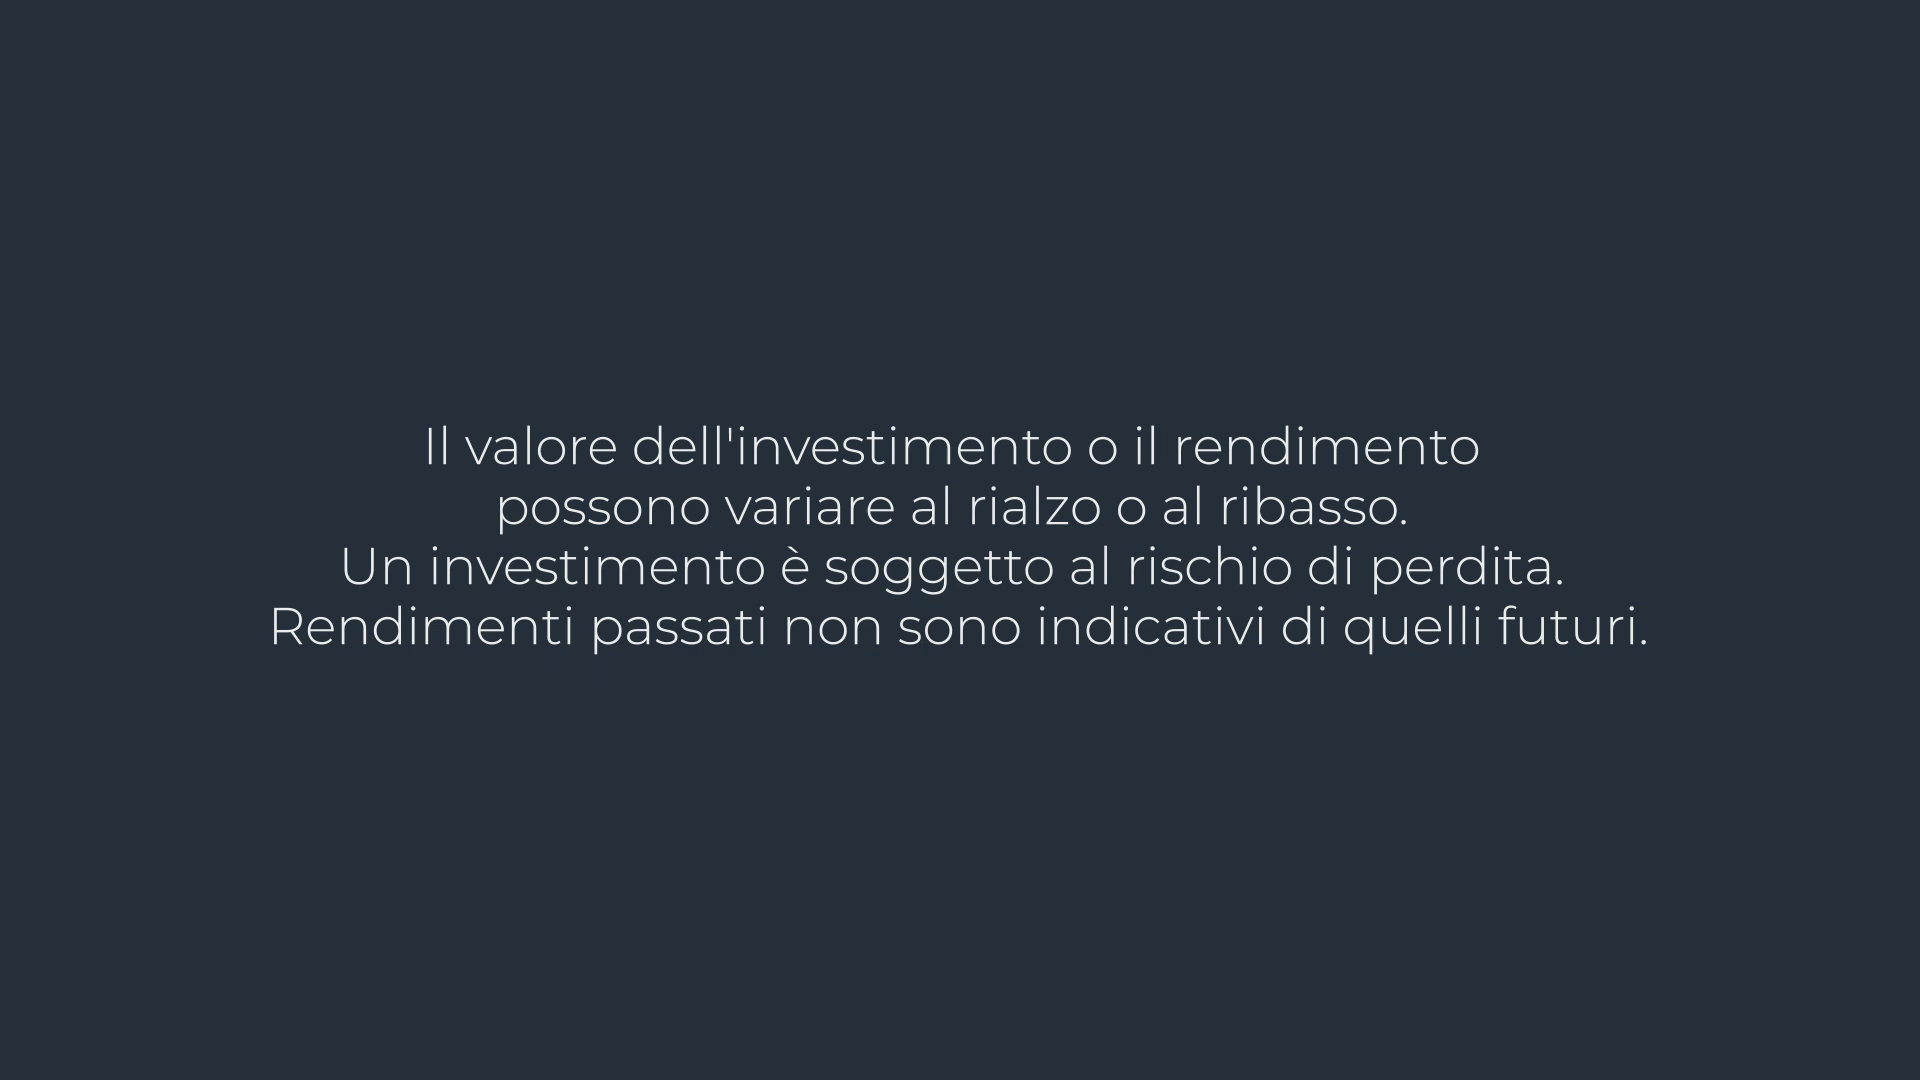 Il valore dell'investimento o il rendimento
possono variare al rialzo o al ribasso.
Un investimento è soggetto al rischio di perdita.
Rendimenti passati non sono indicativi di quelli futuri.